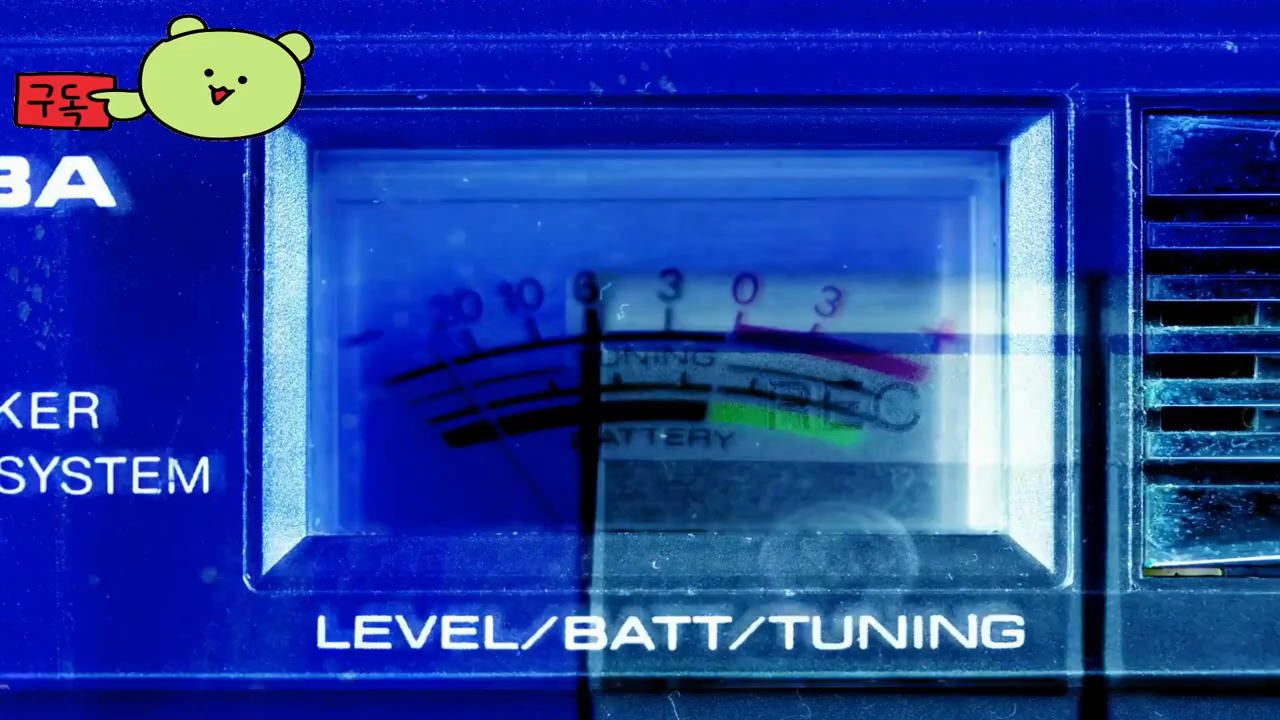 구독
BA
KER
SYSTEM
20 10 6 3 0 3 +
TUNING
REC
BATTERY
LEVEL/BATT/TUNING